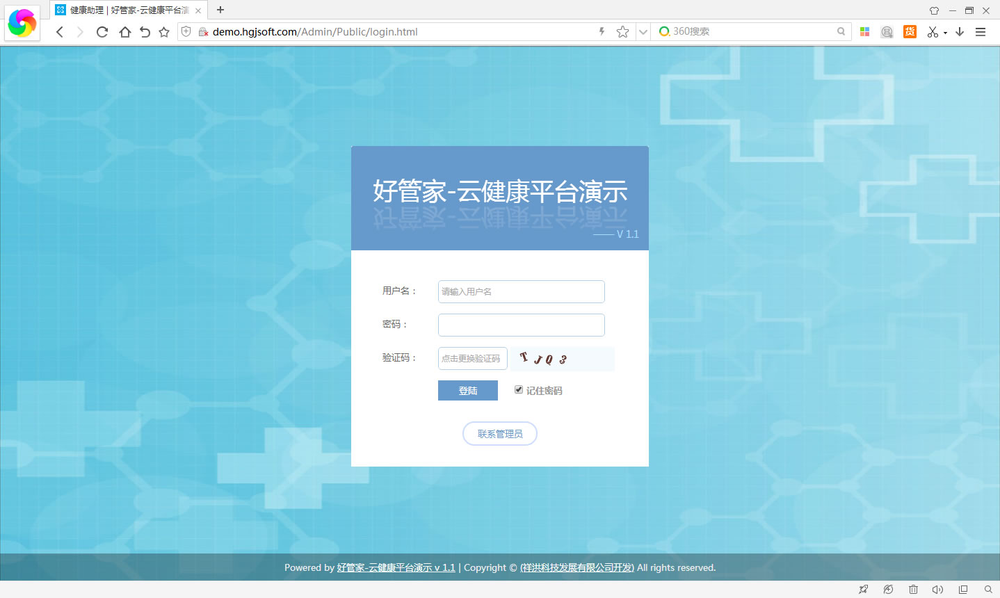 健康助理 | 好管家-云健康平台演
demo.hgjsoft.com/Admin/Public/login.html
360搜索
货
好管家-云健康平台演示
—— V 1.1
用户名：
请输入用户名
密码：
验证码：
点击更换验证码
T J Q 3
登陆
记住密码
联系管理员
Powered by 好管家-云健康平台演示 v 1.1 | Copyright © (祥洪科技发展有限公司开发) All rights reserved.